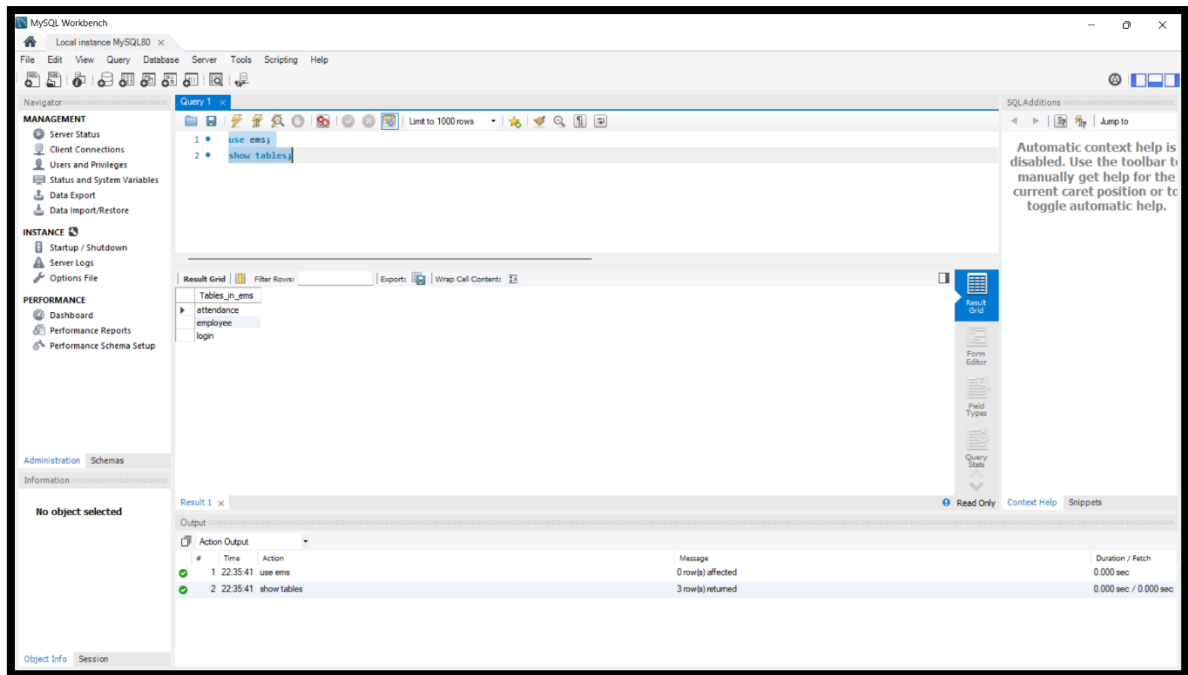 MySQL Workbench
Local instance MySQL80
File Edit View Query Database Server Tools Scripting Help
Navigator
MANAGEMENT
Server Status
Client Connections
Users and Privileges
Status and System Variables
Data Export
Data Import/Restore
INSTANCE
Startup / Shutdown
Server Logs
Options File
PERFORMANCE
Dashboard
Performance Reports
Performance Schema Setup
Administration Schemas
Information
No object selected
Object Info Session
Query 1
Limit to 1000 rows
1 use ems;
2 show tables;
Result Grid Filter Rows: Export: Wrap Cell Content:
Tables_in_ems
attendance
employee
login
Result
Grid
Form
Editor
Field
Types
Query
Stats
Result 1 Read Only
Output
Action Output
# Time Action Message Duration / Fetch
1 22:35:41 use ems 0 row(s) affected 0.000 sec
2 22:35:41 show tables 3 row(s) returned 0.000 sec / 0.000 sec
SQLAdditions
Jump to
Automatic context help is
disabled. Use the toolbar
manually get help for the
current caret position or
toggle automatic help.
Context Help Snippets